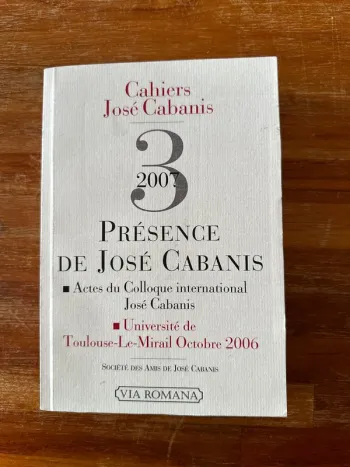 Cahiers
José Cabanis
3
2007
PRÉSENCE
DE JOSÉ CABANIS
■ Actes du Colloque international
José Cabanis
■ Université de
Toulouse-Le-Mirail Octobre 2006
SOCIÉTÉ DES AMIS DE JOSÉ CABANIS
VIA ROMANA